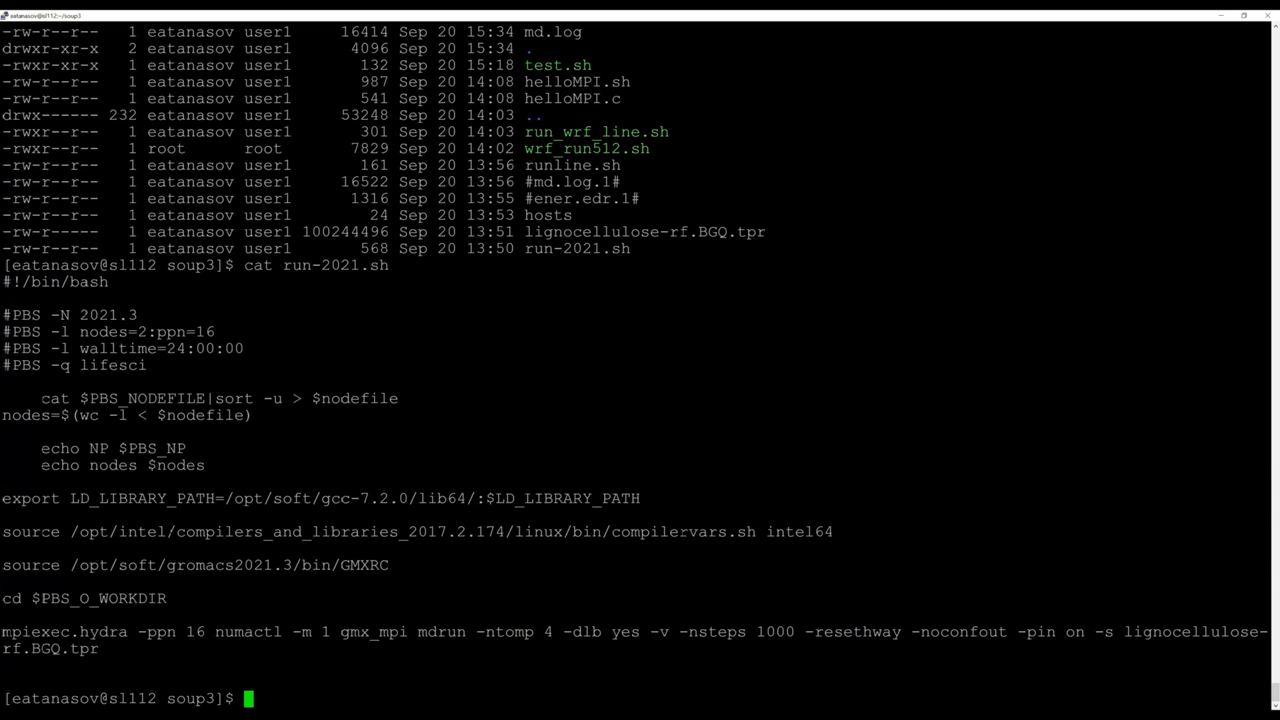 eatanasov@sl112:~/soup3
-rw-r--r-- 1 eatanasov user1 16414 Sep 20 15:34 md.log
drwxr-xr-x 2 eatanasov user1 4096 Sep 20 15:34 .
-rwxr-xr-x 1 eatanasov user1 132 Sep 20 15:18 test.sh
-rw-r--r-- 1 eatanasov user1 987 Sep 20 14:08 helloMPI.sh
-rw-r--r-- 1 eatanasov user1 541 Sep 20 14:08 helloMPI.c
drwx------ 232 eatanasov user1 53248 Sep 20 14:03 ..
-rwxr--r-- 1 eatanasov user1 301 Sep 20 14:03 run_wrf_line.sh
-rwxr--r-- 1 root root 7829 Sep 20 14:02 wrf_run512.sh
-rw-r--r-- 1 eatanasov user1 161 Sep 20 13:56 runline.sh
-rw-r--r-- 1 eatanasov user1 16522 Sep 20 13:56 #md.log.1#
-rw-r--r-- 1 eatanasov user1 1316 Sep 20 13:55 #ener.edr.1#
-rw-r--r-- 1 eatanasov user1 24 Sep 20 13:53 hosts
-rw-r--r-- 1 eatanasov user1 100244496 Sep 20 13:51 lignocellulose-rf.BGQ.tpr
-rw-r--r-- 1 eatanasov user1 568 Sep 20 13:50 run-2021.sh
[eatanasov@sl112 soup3]$ cat run-2021.sh
#!/bin/bash
#PBS -N 2021.3
#PBS -l nodes=2:ppn=16
#PBS -l walltime=24:00:00
#PBS -q lifesci
cat $PBS_NODEFILE|sort -u > $nodefile
nodes=$(wc -l < $nodefile)
echo NP $PBS_NP
echo nodes $nodes
export LD_LIBRARY_PATH=/opt/soft/gcc-7.2.0/lib64/:$LD_LIBRARY_PATH
source /opt/intel/compilers_and_libraries_2017.2.174/linux/bin/compilervars.sh intel64
source /opt/soft/gromacs2021.3/bin/GMXRC
cd $PBS_O_WORKDIR
mpiexec.hydra -ppn 16 numactl -m 1 gmx_mpi mdrun -ntomp 4 -dlb yes -v -nsteps 1000 -resethway -noconfout -pin on -s lignocellulose-
rf.BGQ.tpr
[eatanasov@sl112 soup3]$